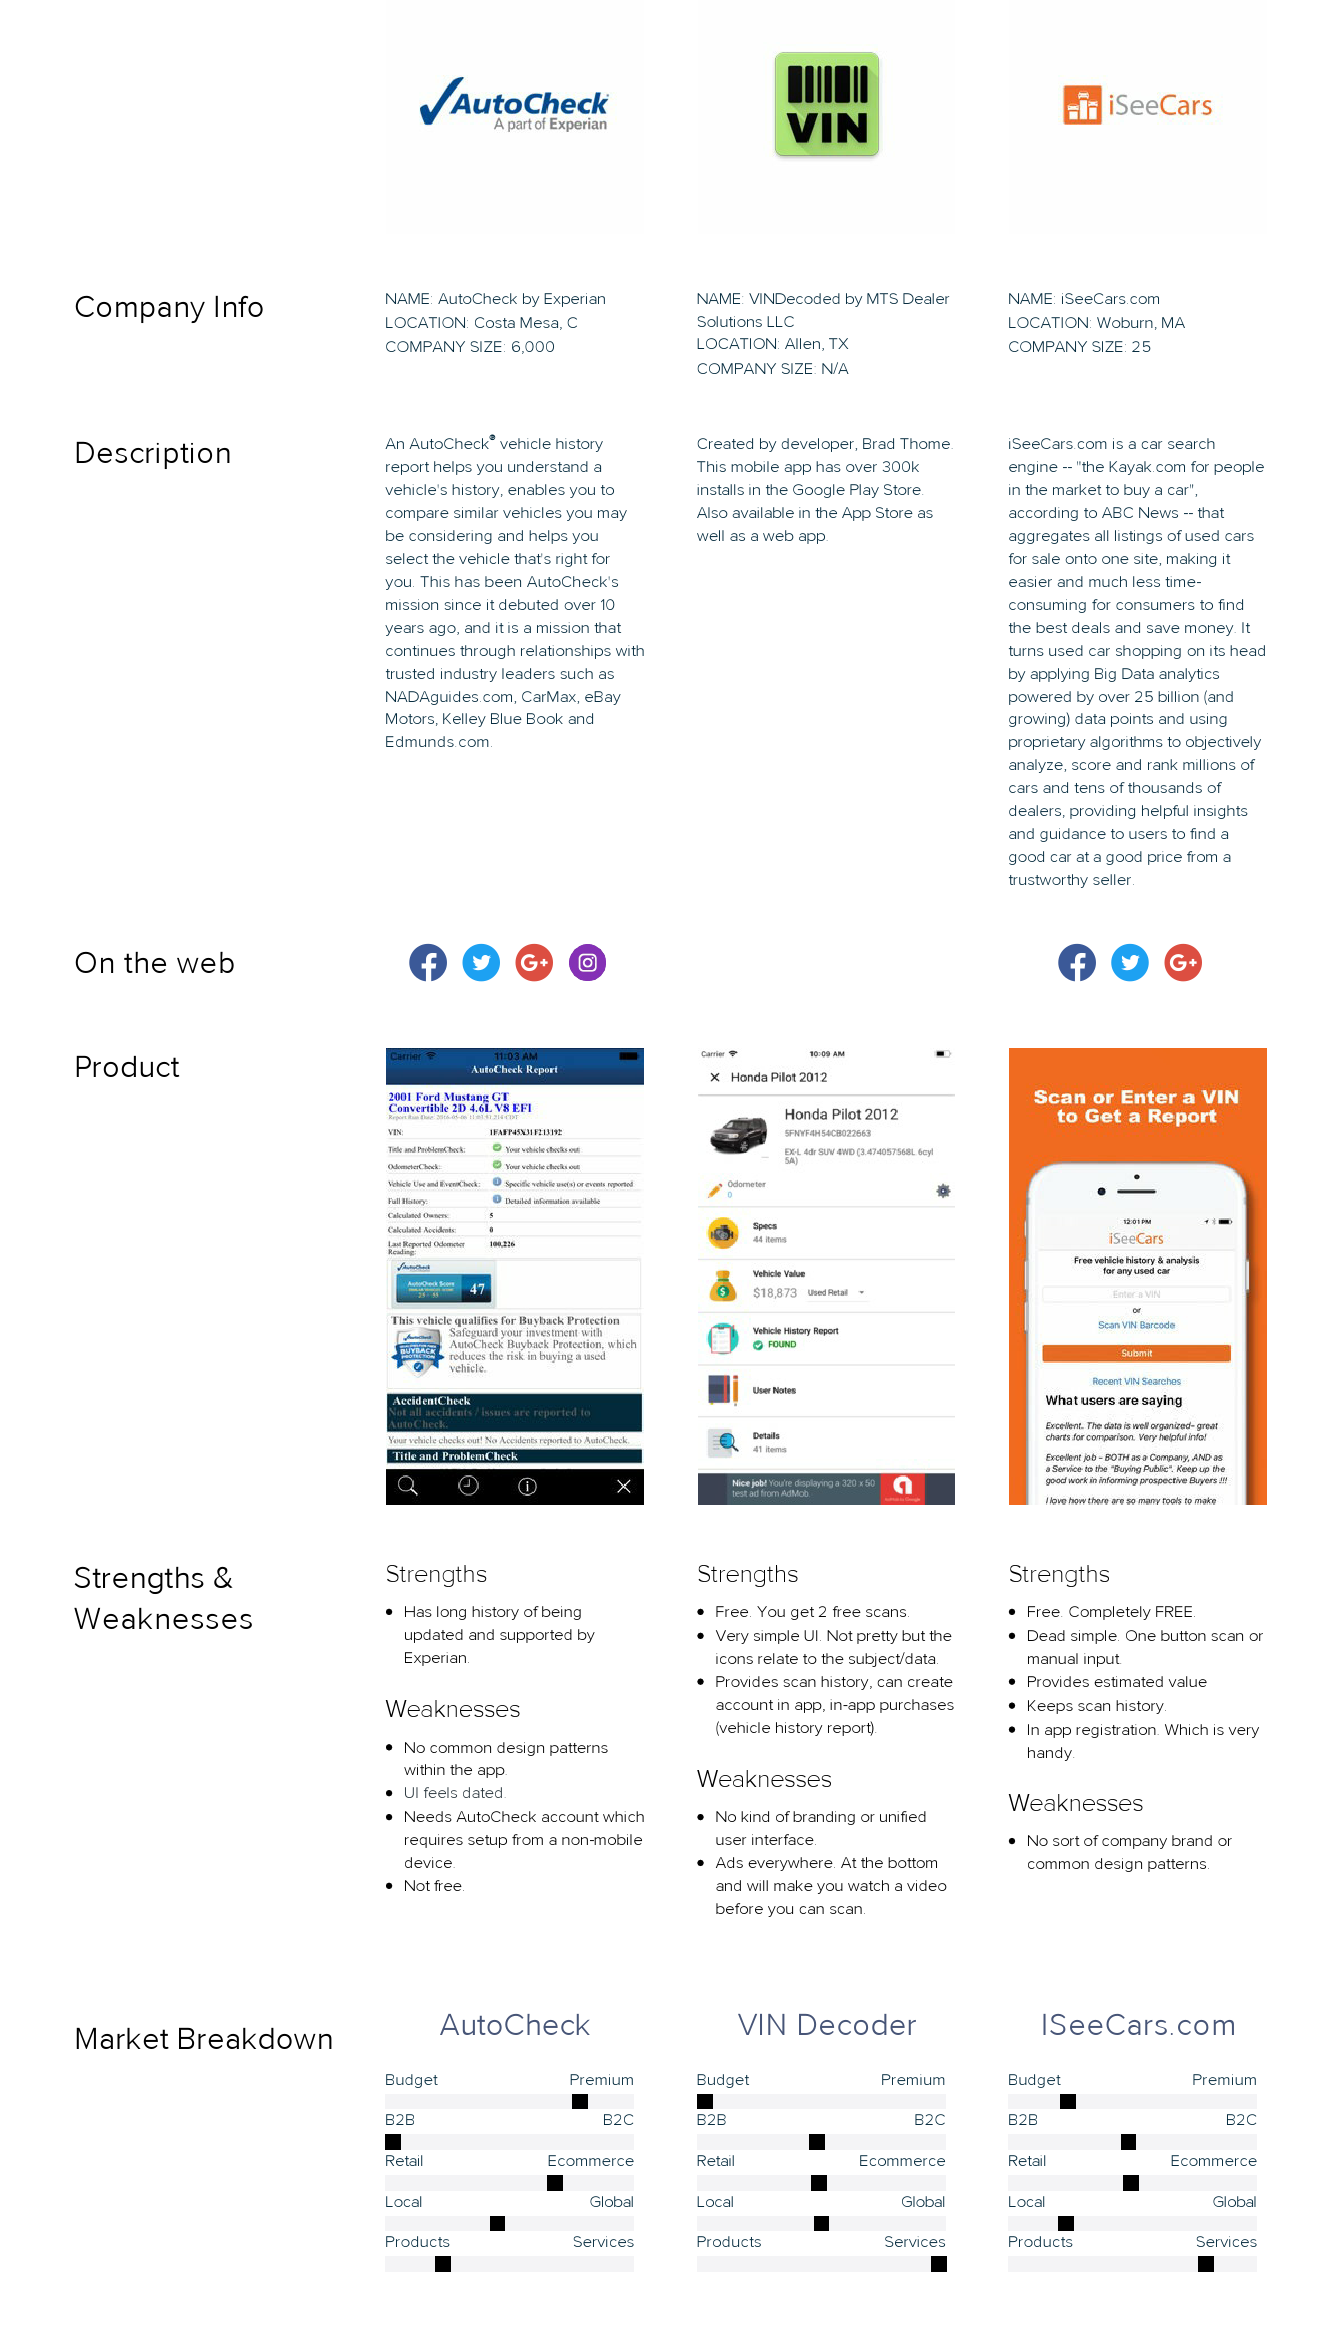 AutoCheck
A part of Experian
VIN
iSeeCars
Company Info
NAME: AutoCheck by Experian
LOCATION: Costa Mesa, C
COMPANY SIZE: 6,000
NAME: VINDecoded by MTS Dealer
Solutions LLC
LOCATION: Allen, TX
COMPANY SIZE: N/A
NAME: iSeeCars.com
LOCATION: Woburn, MA
COMPANY SIZE: 25
Description
An AutoCheck® vehicle history
report helps you understand a
vehicle's history, enables you to
compare similar vehicles you may
be considering and helps you
select the vehicle that's right for
you. This has been AutoCheck's
mission since it debuted over 10
years ago, and it is a mission that
continues through relationships with
trusted industry leaders such as
NADAguides.com, CarMax, eBay
Motors, Kelley Blue Book and
Edmunds.com.
Created by developer, Brad Thome.
This mobile app has over 300k
installs in the Google Play Store.
Also available in the App Store as
well as a web app.
iSeeCars.com is a car search
engine -- "the Kayak.com for people
in the market to buy a car",
according to ABC News -- that
aggregates all listings of used cars
for sale onto one site, making it
easier and much less time-
consuming for consumers to find
the best deals and save money. It
turns used car shopping on its head
by applying Big Data analytics
powered by over 25 billion (and
growing) data points and using
proprietary algorithms to objectively
analyze, score and rank millions of
cars and tens of thousands of
dealers, providing helpful insights
and guidance to users to find a
good car at a good price from a
trustworthy seller.
On the web
Product
Carrier 11:03 AM
AutoCheck Report
2001 Ford Mustang GT
Convertible 2D 4.6L V8 EFI
VIN: 1FAFP45X31F213192
Title and ProblemCheck: Your vehicle checks out
OdometerCheck: Your vehicle checks out
Vehicle Use and EventCheck: Specific vehicle use(s) or events reported
Full History: Detailed information available
Calculated Owners: 5
Calculated Accidents: 0
Last Reported Odometer 100,226
Reading:
AutoCheck
AutoCheck Score 47
This vehicle qualifies for Buyback Protection
Safeguard your investment with
AutoCheck Buyback Protection, which
reduces the risk in buying a used
vehicle.
BUYBACK
PROTECTION
AccidentCheck
Not all accidents / issues are reported to
AutoCheck.
Your vehicle checks out! No Accidents reported to AutoCheck.
Title and ProblemCheck
Carrier 10:09 AM
Honda Pilot 2012
Honda Pilot 2012
5FNYF4H54CB022663
EX-L 4dr SUV 4WD (3.474057568L 6cyl
5A)
Odometer
0
Specs
44 items
Vehicle Value
$18,873 Used Retail
Vehicle History Report
FOUND
User Notes
Details
41 items
Nice job! You're displaying a 320 x 50
test ad from AdMob.
Scan or Enter a VIN
to Get a Report
12:01 PM
iSeeCars
Free vehicle history & analysis
for any used car
Enter a VIN
or
Scan VIN Barcode
Submit
Recent VIN Searches
What users are saying
Excellent. The data is well organized- great
charts for comparison. Very helpful info!
Excellent job - BOTH as a Company, AND as
a Service to the "Buying Public". Keep up the
good work in informing prospective Buyers !!!
I love how there are so many tools to make
Strengths &
Weaknesses
Strengths
Has long history of being
updated and supported by
Experian.
Weaknesses
No common design patterns
within the app.
UI feels dated.
Needs AutoCheck account which
requires setup from a non-mobile
device.
Not free.
Strengths
Free. You get 2 free scans.
Very simple UI. Not pretty but the
icons relate to the subject/data.
Provides scan history, can create
account in app, in-app purchases
(vehicle history report).
Weaknesses
No kind of branding or unified
user interface.
Ads everywhere. At the bottom
and will make you watch a video
before you can scan.
Strengths
Free. Completely FREE.
Dead simple. One button scan or
manual input.
Provides estimated value
Keeps scan history.
In app registration. Which is very
handy.
Weaknesses
No sort of company brand or
common design patterns.
Market Breakdown
AutoCheck
Budget Premium
B2B B2C
Retail Ecommerce
Local Global
Products Services
VIN Decoder
Budget Premium
B2B B2C
Retail Ecommerce
Local Global
Products Services
ISeeCars.com
Budget Premium
B2B B2C
Retail Ecommerce
Local Global
Products Services